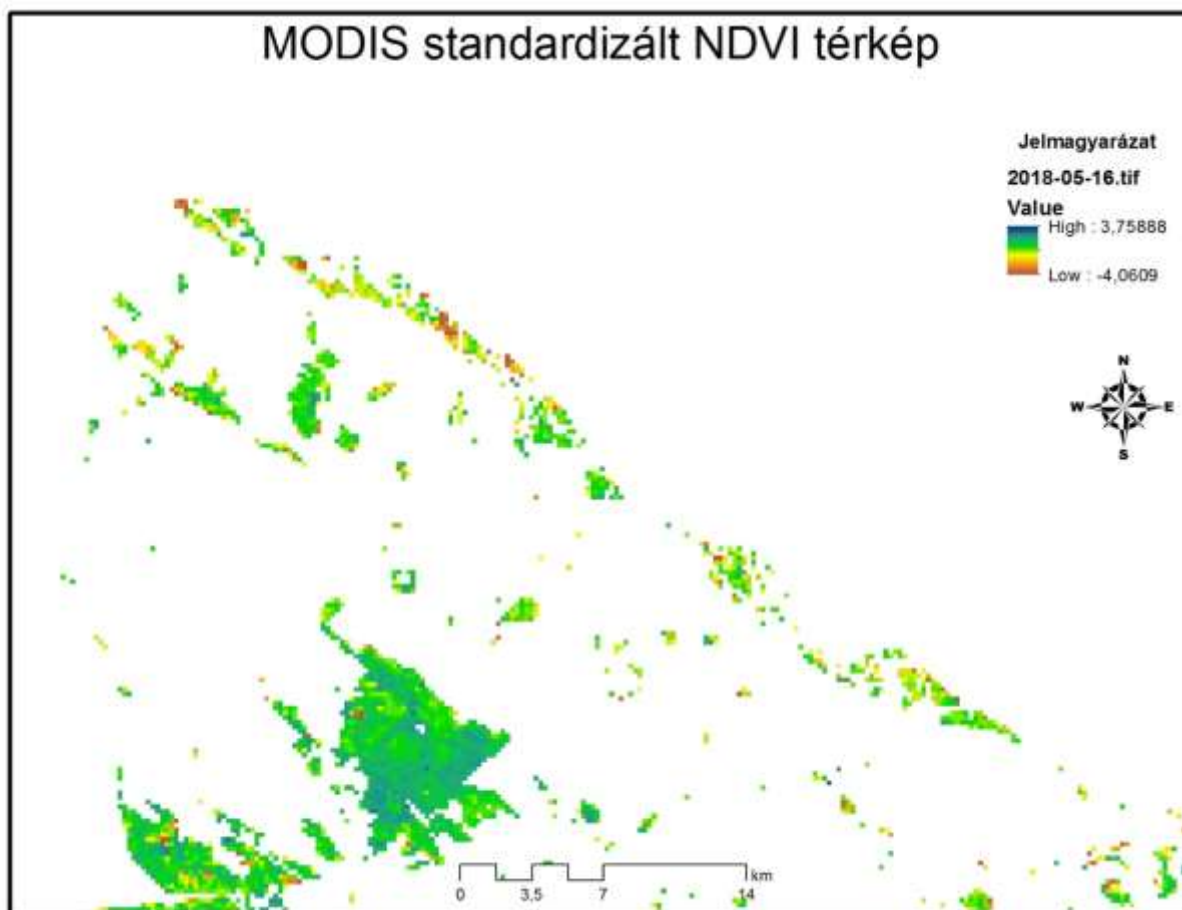 MODIS standardizált NDVI térkép
Jelmagyarázat
2018-05-16.tif
Value
High : 3,75888
Low : -4,0609
N
W E
S
km
0 3,5 7 14